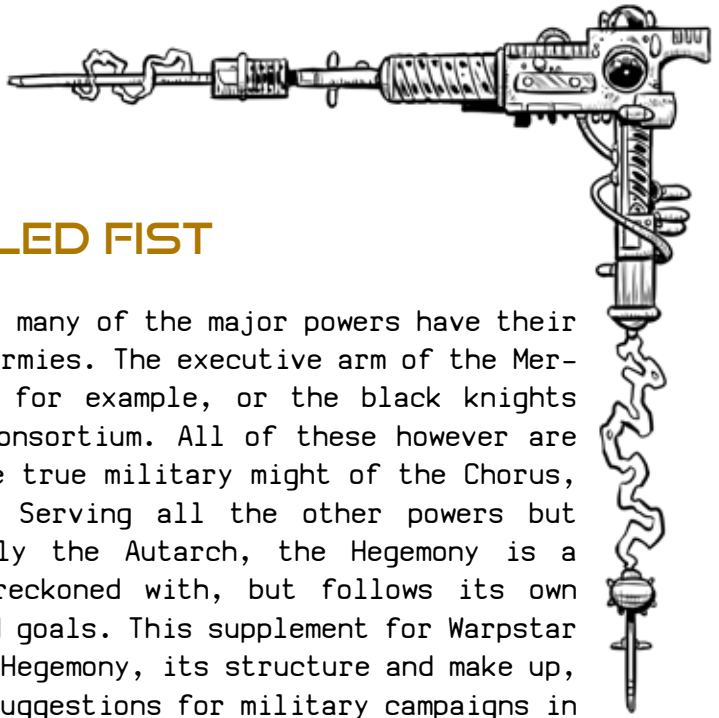 LED FIST
many of the major powers have their
rmies. The executive arm of the Mer-
for example, or the black knights
onsortium. All of these however are
e true military might of the Chorus,
Serving all the other powers but
ly the Autarch, the Hegemony is a
reckoned with, but follows its own
d goals. This supplement for Warpstar
Hegemony, its structure and make up,
uggestions for military campaigns in